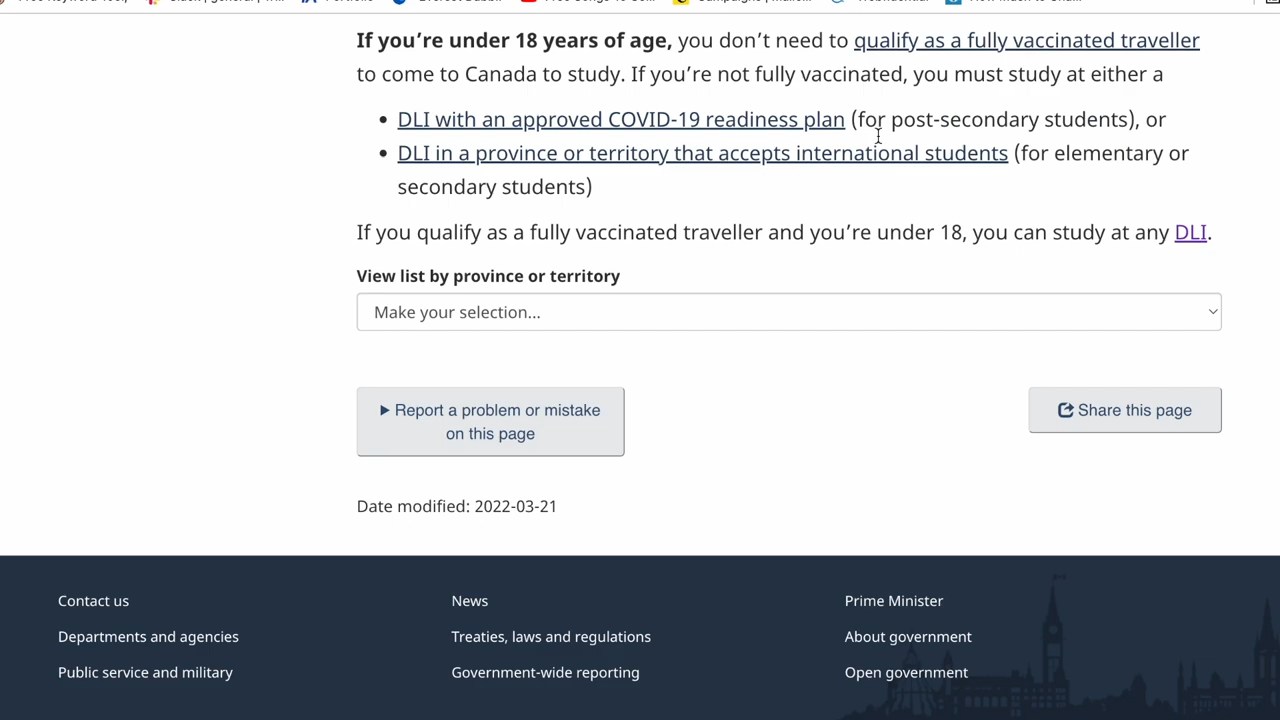 If you're under 18 years of age, you don't need to qualify as a fully vaccinated traveller
to come to Canada to study. If you're not fully vaccinated, you must study at either a
• DLI with an approved COVID-19 readiness plan (for post-secondary students), or
• DLI in a province or territory that accepts international students (for elementary or
secondary students)
If you qualify as a fully vaccinated traveller and you're under 18, you can study at any DLI.
View list by province or territory
Make your selection...
Report a problem or mistake
on this page
Share this page
Date modified: 2022-03-21
Contact us
News
Prime Minister
Departments and agencies
Treaties, laws and regulations
About government
Public service and military
Government-wide reporting
Open government